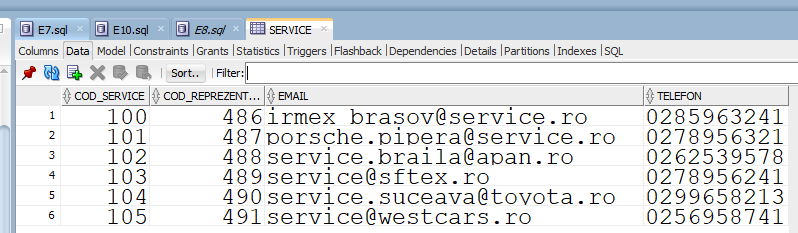 E7.sql E10.sql E8.sql SERVICE
Columns Data Model Constraints Grants Statistics Triggers Flashback Dependencies Details Partitions Indexes SQL
Sort.. Filter:
COD_SERVICE COD_REPREZENT... EMAIL TELEFON
1 100 486 irmex_brasov@service.ro 0285963241
2 101 487 porsche.pipera@service.ro 0278956321
3 102 488 service.braila@apan.ro 0262539578
4 103 489 service@sftex.ro 0278956241
5 104 490 service.suceava@toyota.ro 0299658213
6 105 491 service@westcars.ro 0256958741